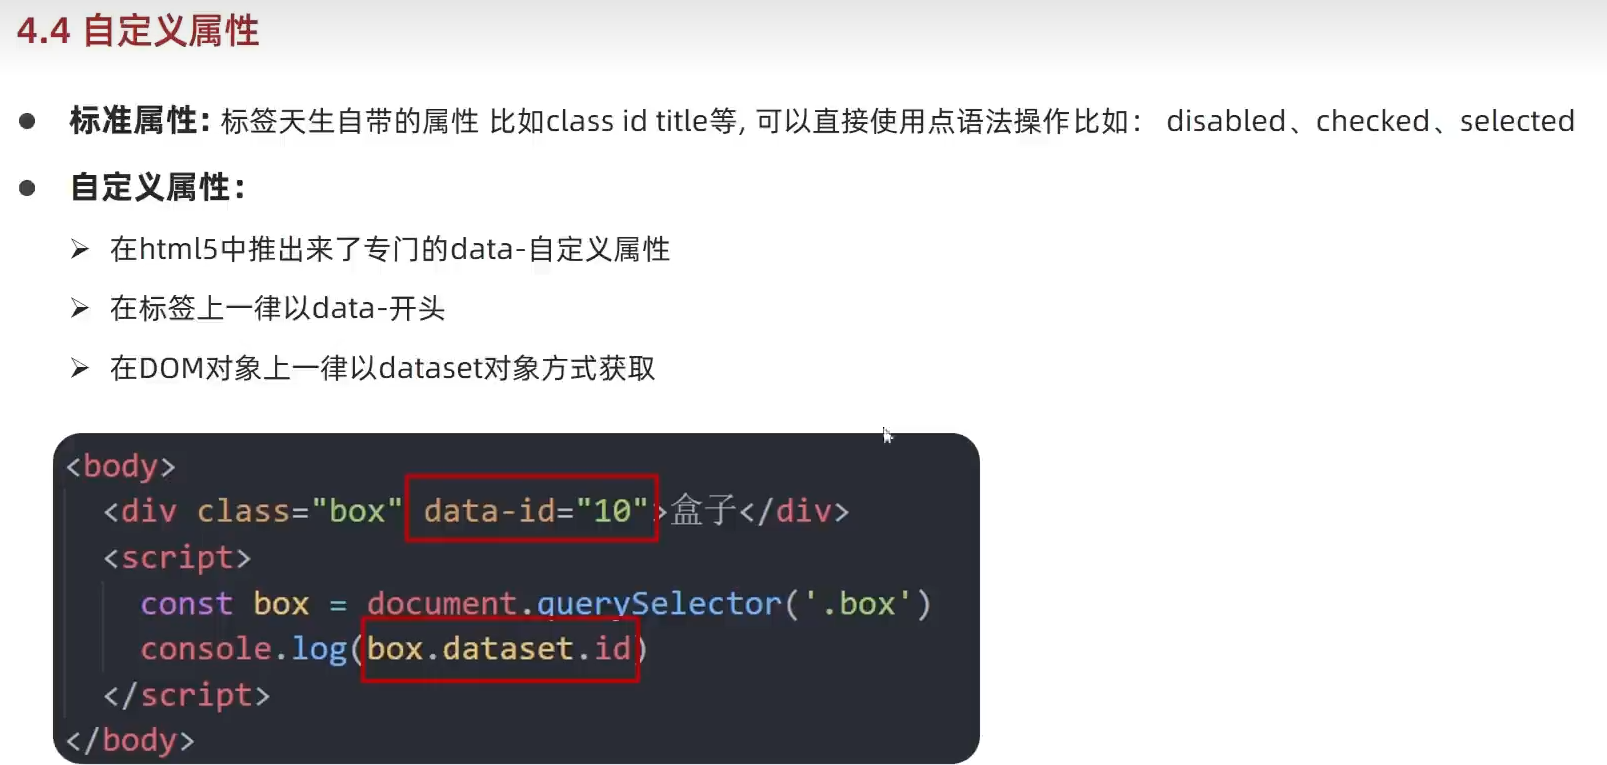 4.4 自定义属性
标准属性: 标签天生自带的属性 比如class id title等, 可以直接使用点语法操作比如： disabled、checked、selected
自定义属性：
在html5中推出来了专门的data-自定义属性
在标签上一律以data-开头
在DOM对象上一律以dataset对象方式获取
<body>
<div class="box" data-id="10">盒子</div>
<script>
const box = document.querySelector('.box')
console.log(box.dataset.id)
</script>
</body>